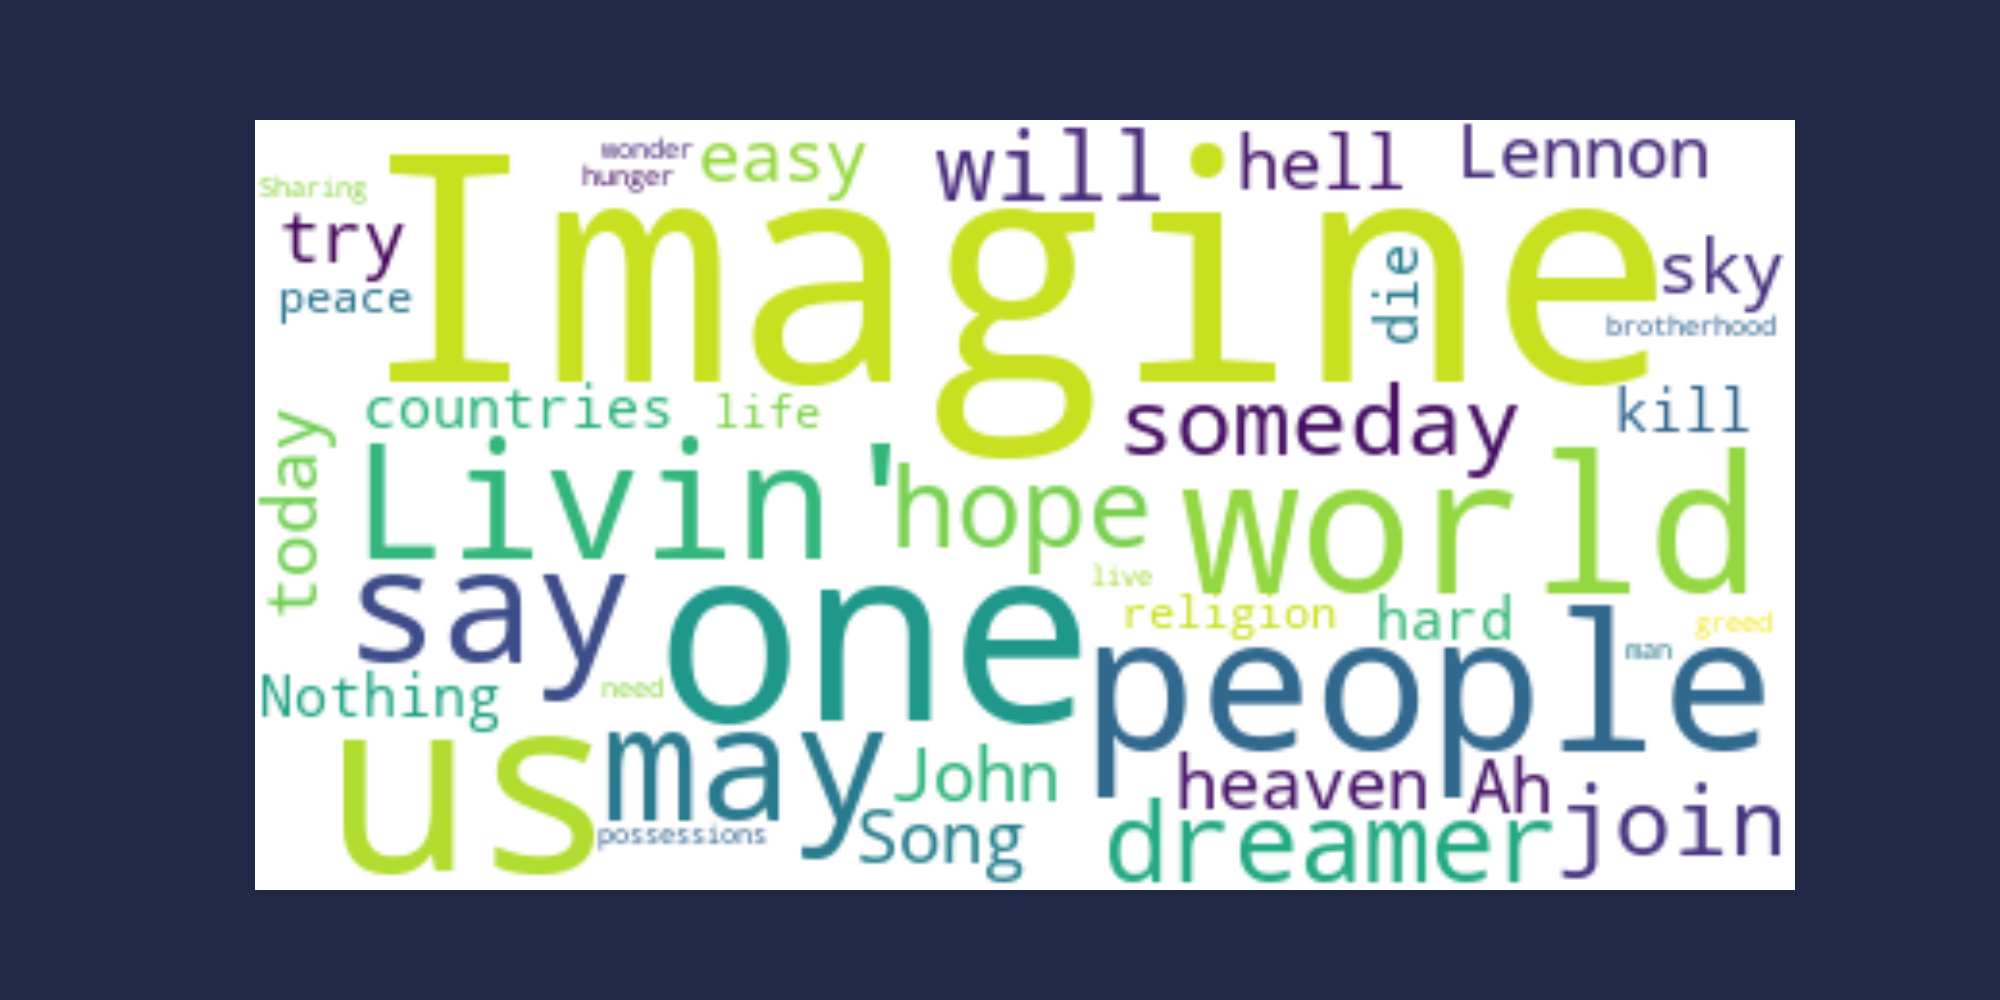 wonder
easy
will
hell
Lennon
Sharing
hunger
Imagine
try
die
sky
peace
brotherhood
countries
life
someday
kill
today
Livin'
hope
world
say
one
live
religion
hard
greed
people
man
Nothing
need
us
may
John
heaven
Ah
join
possessions
Song
dreamer